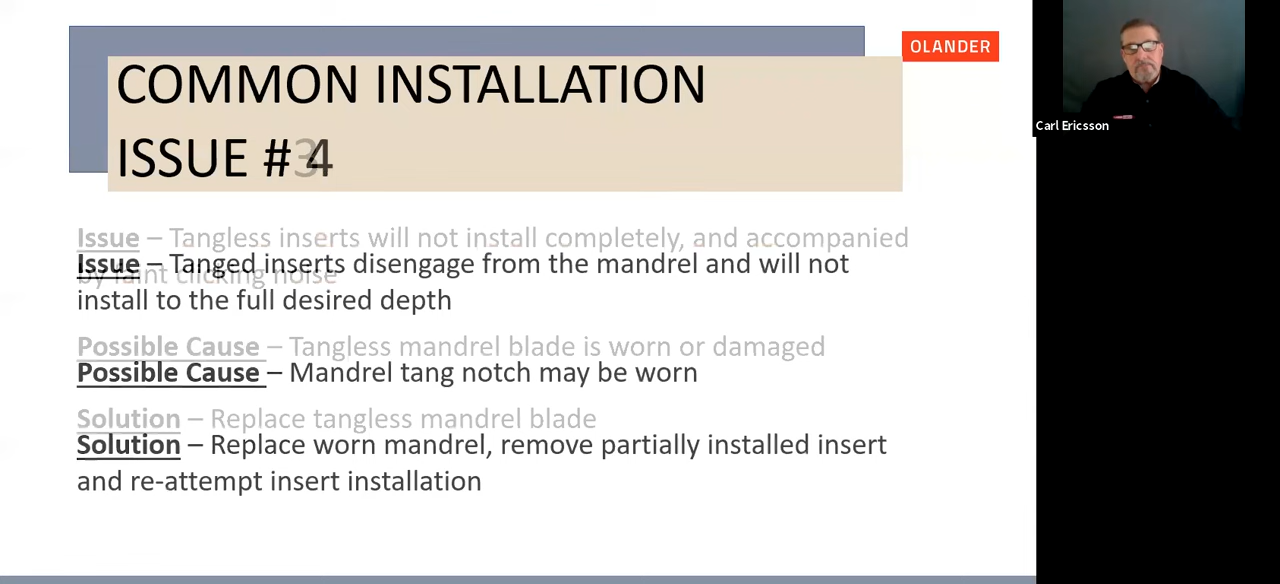 OLANDER
COMMON INSTALLATION
ISSUE # 3 4
Issue – Tangless inserts will not install completely, and accompanied
by faint clicking noise
Issue – Tanged inserts disengage from the mandrel and will not
install to the full desired depth
Possible Cause – Tangless mandrel blade is worn or damaged
Possible Cause – Mandrel tang notch may be worn
Solution – Replace tangless mandrel blade
Solution – Replace worn mandrel, remove partially installed insert
and re-attempt insert installation
Carl Ericsson